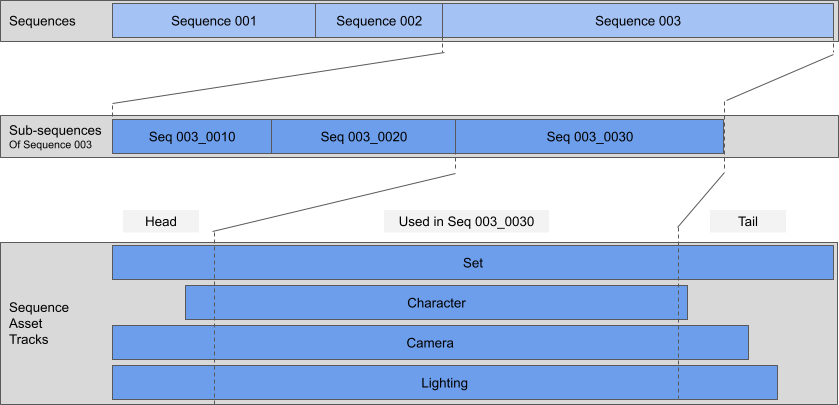 Sequences
Sequence 001
Sequence 002
Sequence 003
Sub-sequences
Of Sequence 003
Seq 003_0010
Seq 003_0020
Seq 003_0030
Head
Used in Seq 003_0030
Tail
Sequence
Asset
Tracks
Set
Character
Camera
Lighting